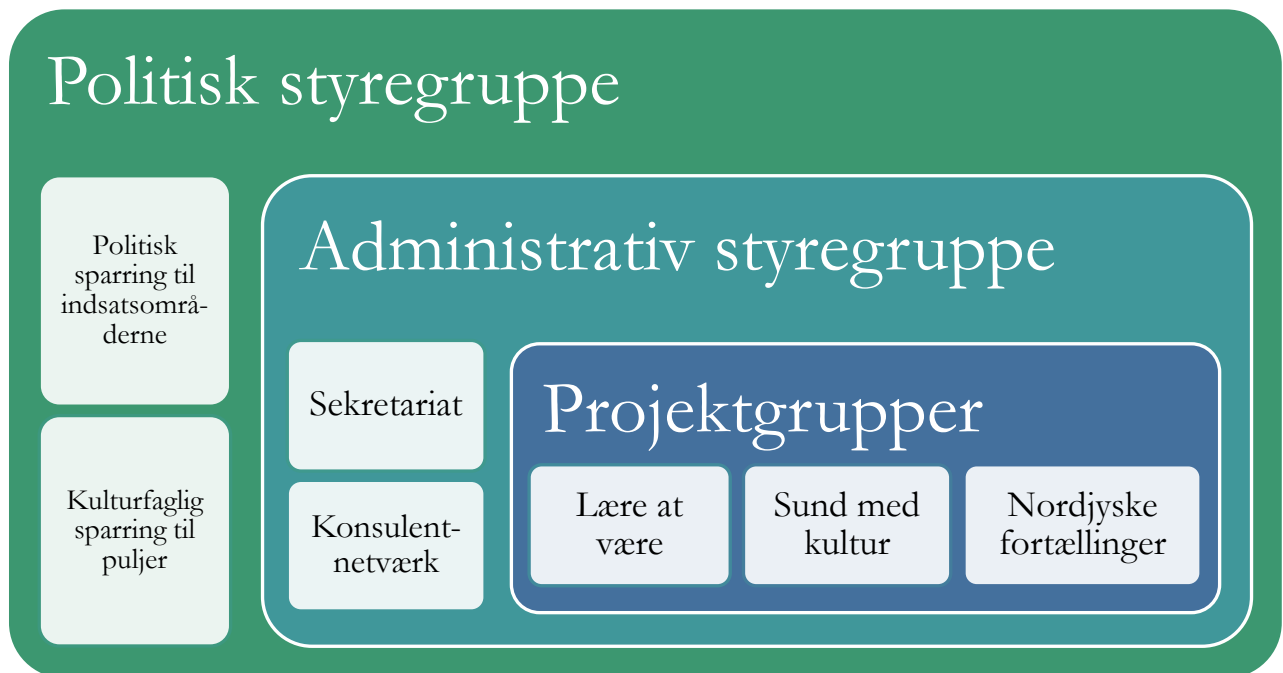 Politisk styregruppe
Politisk
sparring til
indsatsområ-
derne
Kulturfaglig
sparring til
puljer
Administrativ styregruppe
Sekretariat
Konsulent-
netværk
Projektgrupper
Lære at
være
Sund med
kultur
Nordjyske
fortællinger